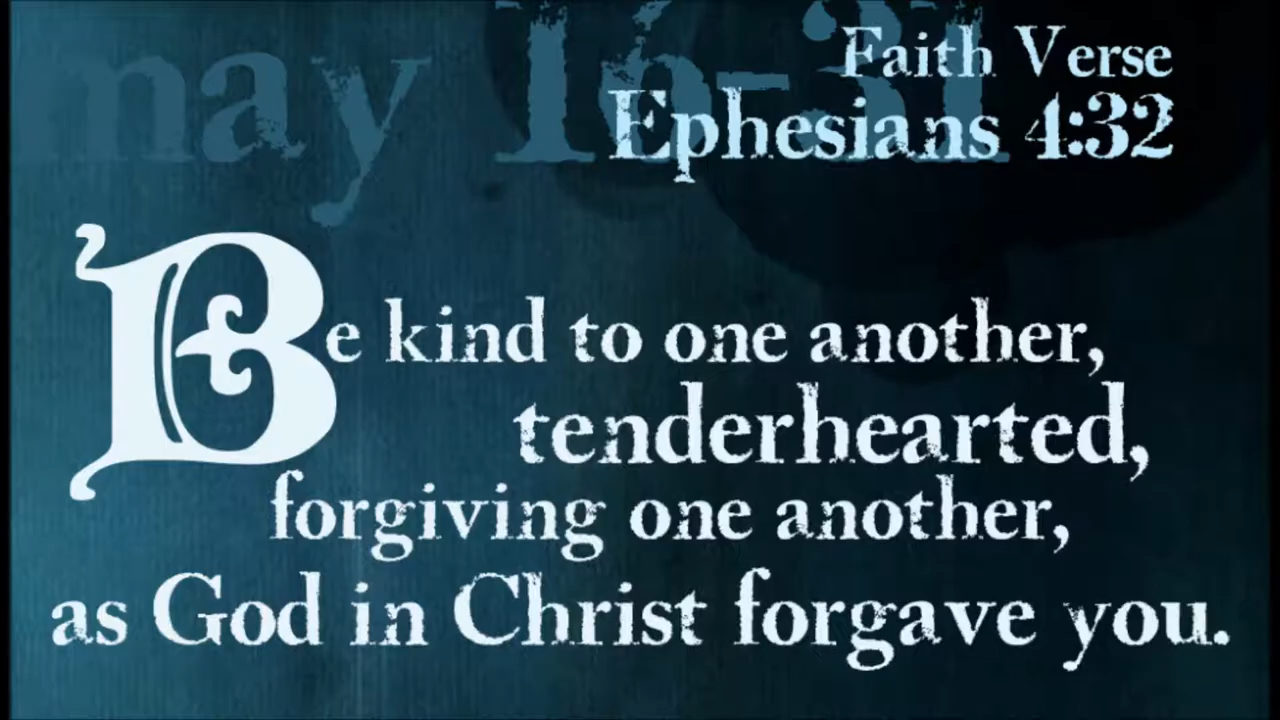 may 16-31
Faith Verse
Ephesians 4:32
Be kind to one another,
tenderhearted,
forgiving one another,
as God in Christ forgave you.